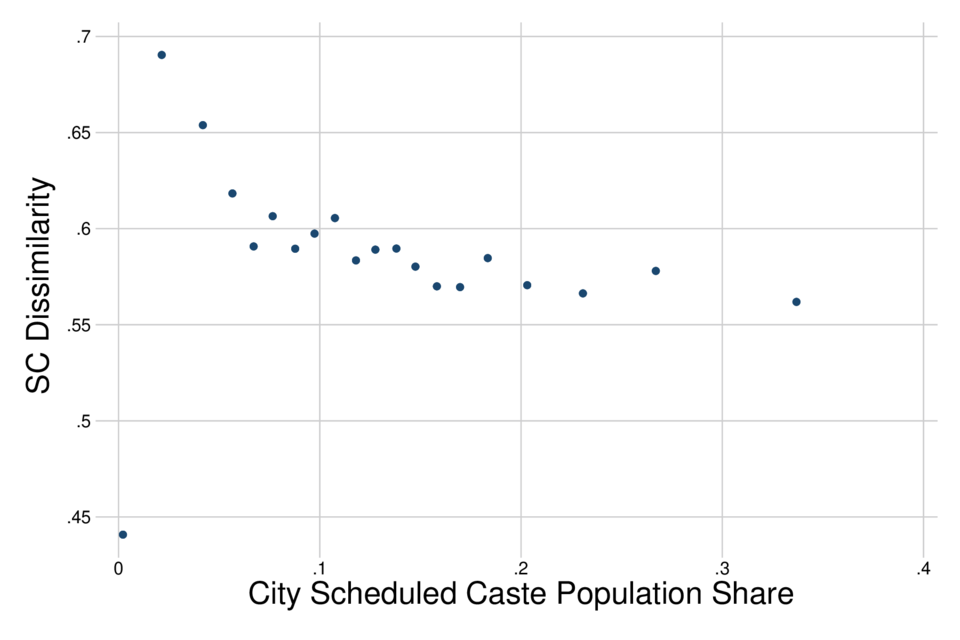 .7
.65
.6
.55
.5
.45
SC Dissimilarity
0 .1 .2 .3 .4
City Scheduled Caste Population Share